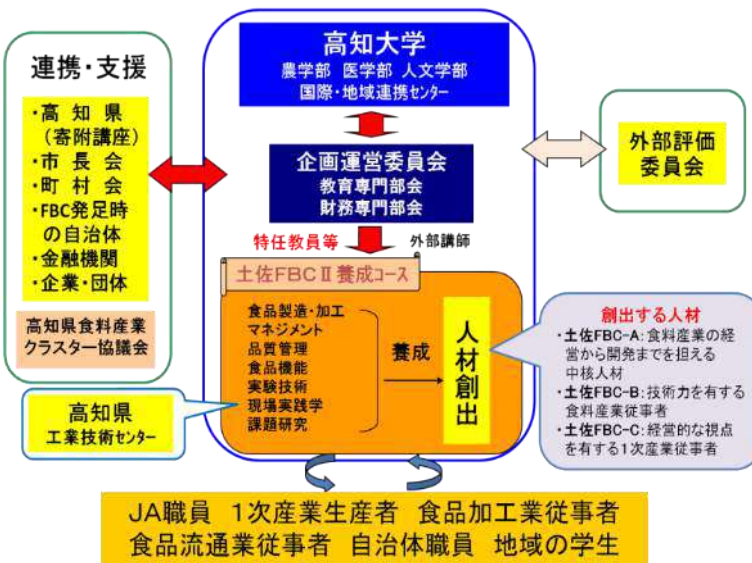 連携・支援
・高知県
（寄附講座）
・市長会
・町村会
・FBC発足時
の自治体
・金融機関
・企業・団体
高知県食料産業
クラスター協議会
高知県
工業技術センター
高知大学
農学部 医学部 人文学部
国際・地域連携センター
企画運営委員会
教育専門部会
財務専門部会
特任教員等
外部講師
土佐FBCⅡ養成コース
食品製造・加工
マネジメント
品質管理
食品機能
実験技術
現場実践学
課題研究
養成
人材創出
外部評価
委員会
創出する人材
・土佐FBC-A：食料産業の経
営から開発までを担える
中核人材
・土佐FBC-B：技術力を有する
食料産業従事者
・土佐FBC-C：経営的な視点
を有する1次産業従事者
JA職員 1次産業生産者 食品加工業従事者
食品流通業従事者 自治体職員 地域の学生